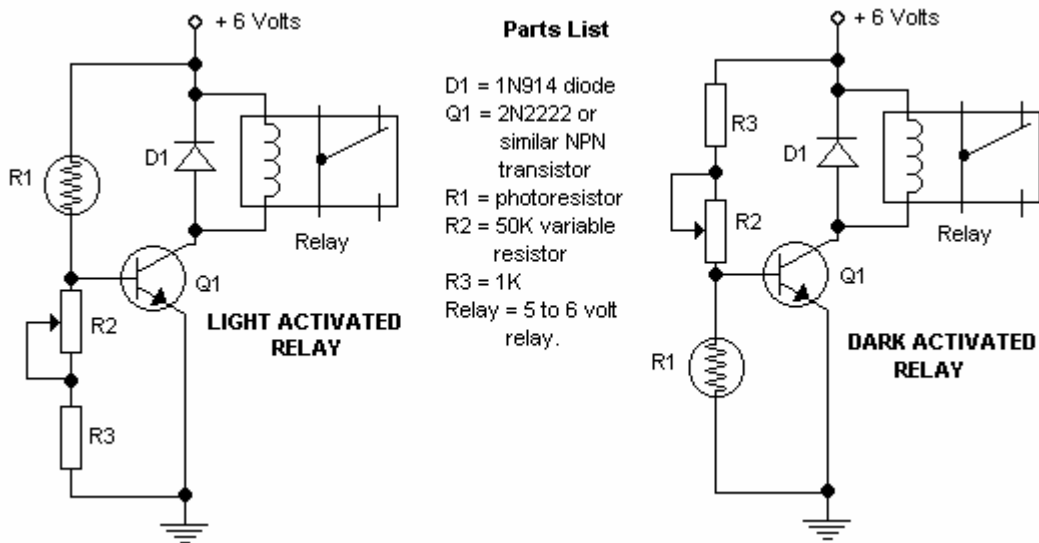 + 6 Volts
R1
D1
Relay
Q1
R2
R3
LIGHT ACTIVATED
RELAY
Parts List
D1 = 1N914 diode
Q1 = 2N2222 or
similar NPN
transistor
R1 = photoresistor
R2 = 50K variable
resistor
R3 = 1K
Relay = 5 to 6 volt
relay.
+ 6 Volts
R3
D1
R2
Relay
Q1
R1
DARK ACTIVATED
RELAY